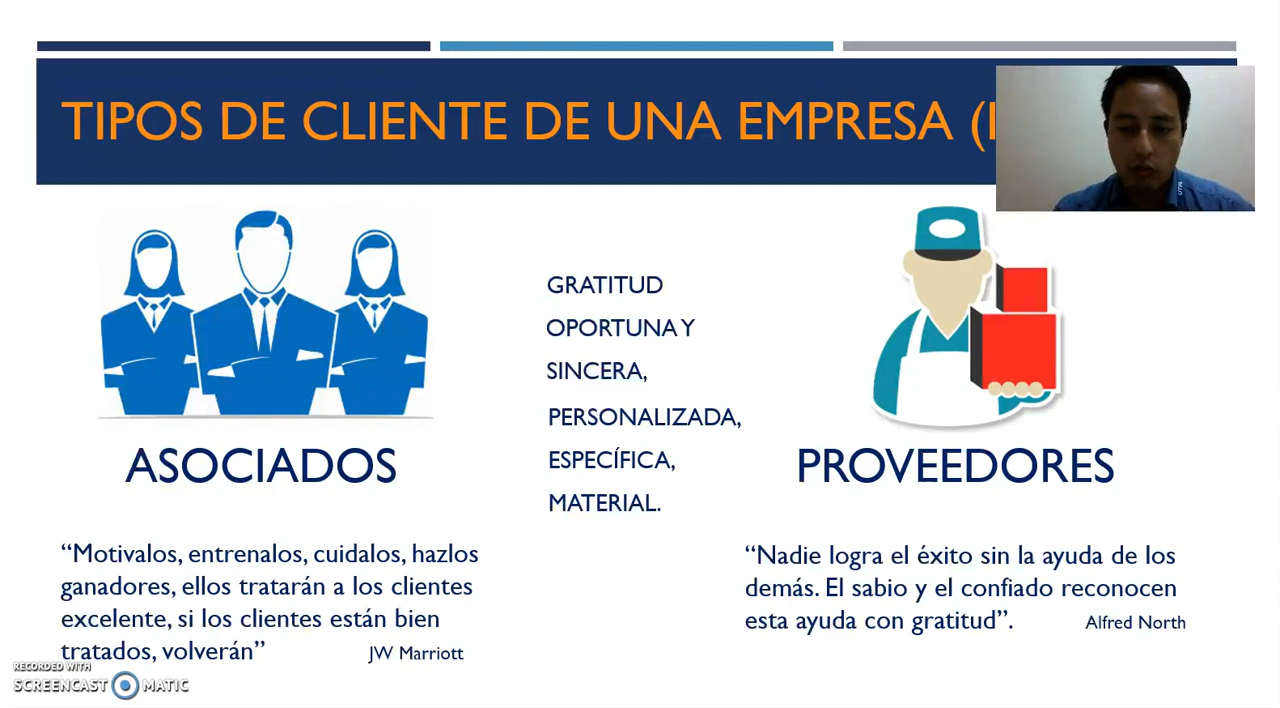 TIPOS DE CLIENTE DE UNA EMPRESA (
GRATITUD
OPORTUNA Y
SINCERA,
PERSONALIZADA,
ESPECÍFICA,
MATERIAL.
ASOCIADOS
PROVEEDORES
“Motivalos, entrenalos, cuidalos, hazlos
ganadores, ellos tratarán a los clientes
excelente, si los clientes están bien
tratados, volverán”
JW Marriott
“Nadie logra el éxito sin la ayuda de los
demás. El sabio y el confiado reconocen
esta ayuda con gratitud”.
Alfred North
RECORDED WITH
SCREENCAST MATIC